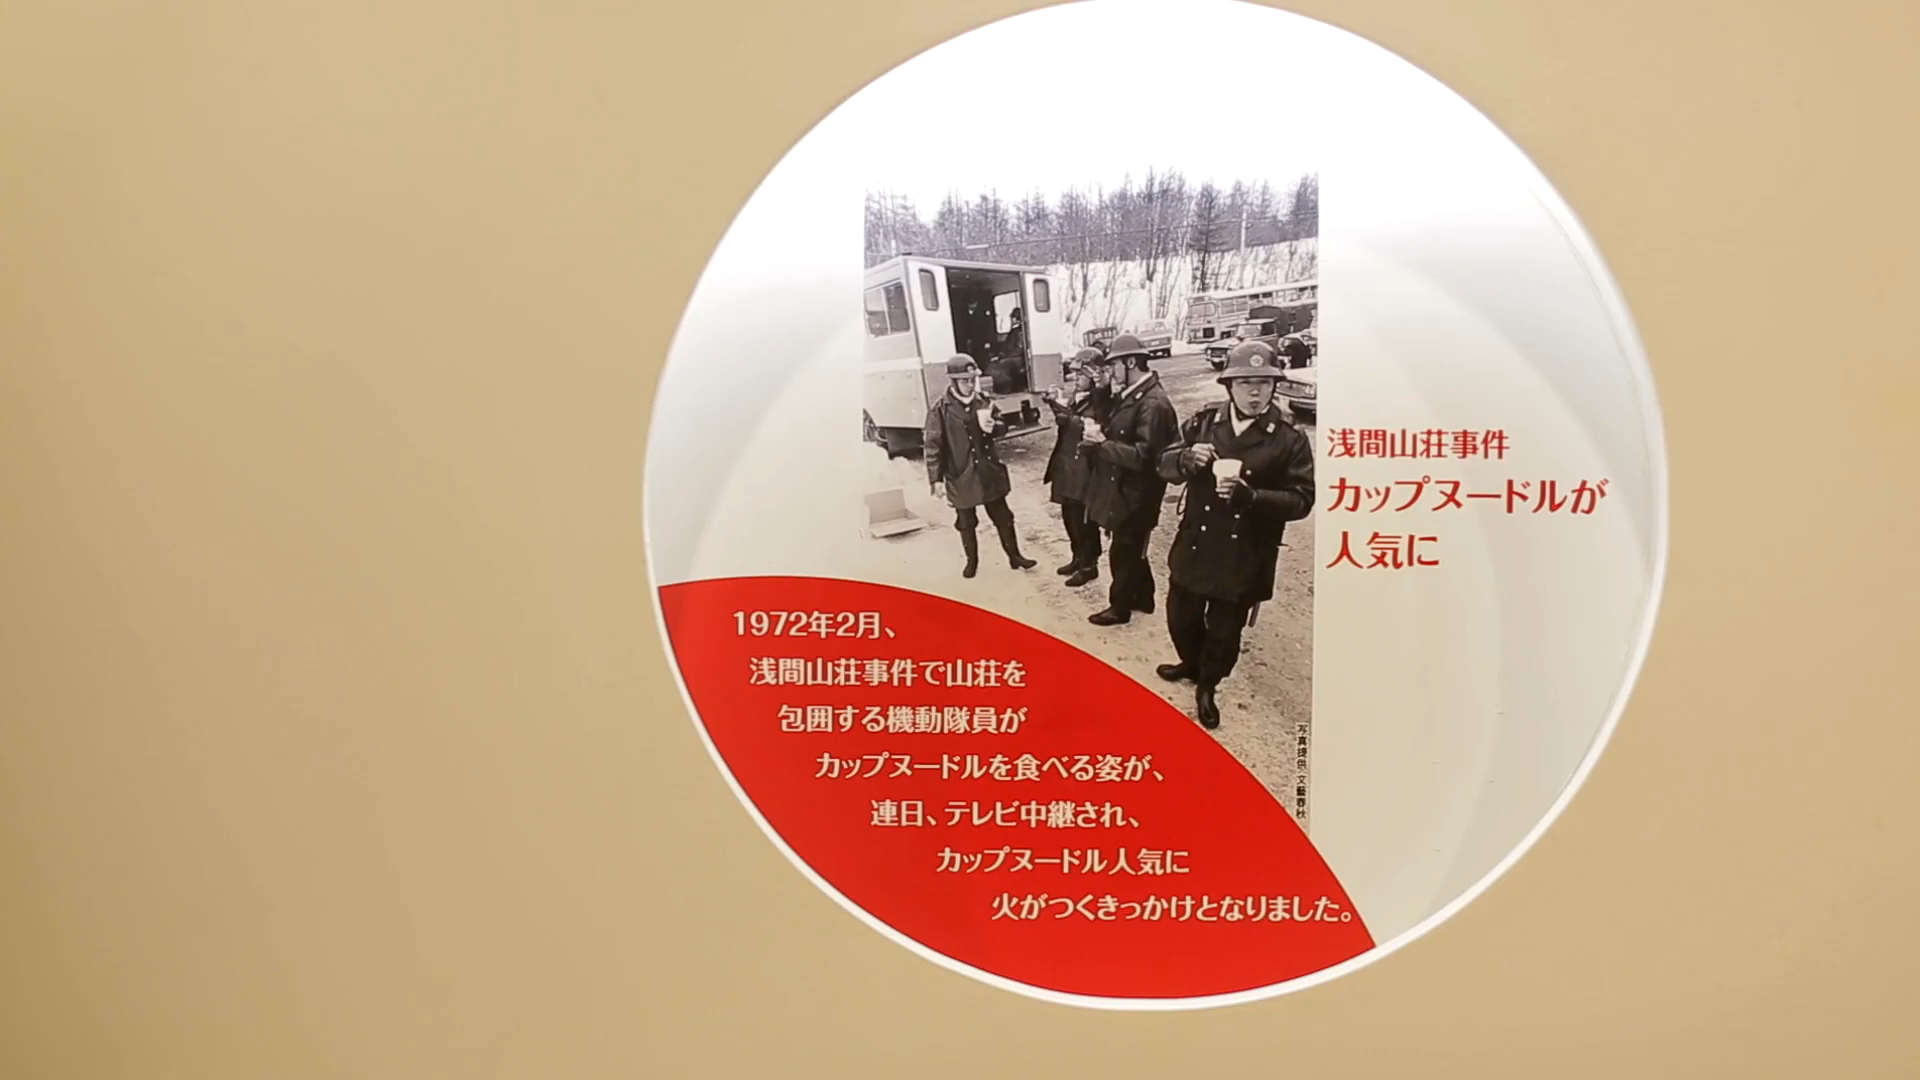 浅間山荘事件
カップヌードルが
人気に
1972年2月、
浅間山荘事件で山荘を
包囲する機動隊員が
カップヌードルを食べる姿が、
連日、テレビ中継され、
カップヌードル人気に
火がつくきっかけとなりました。
写真提供:文藝春秋